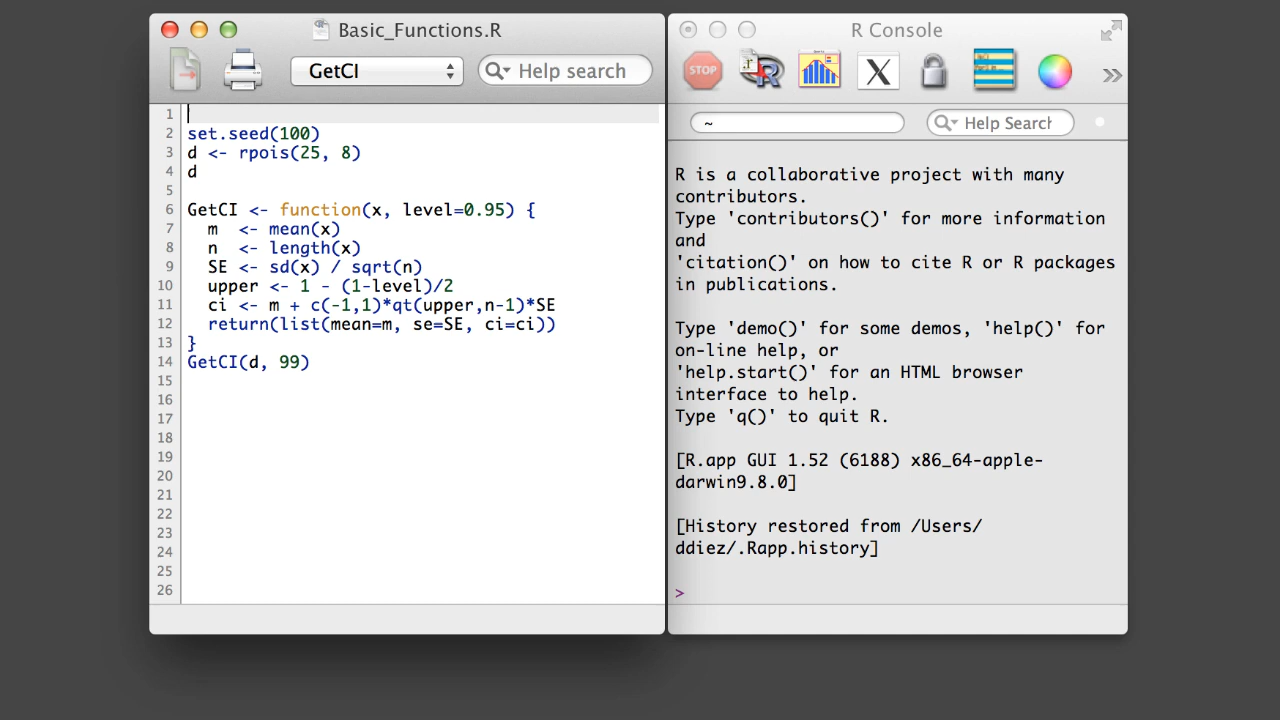 Basic_Functions.R
GetCI
Help search
1
2 set.seed(100)
3 d <- rpois(25, 8)
4 d
5
6 GetCI <- function(x, level=0.95) {
7   m  <- mean(x)
8   n  <- length(x)
9   SE <- sd(x) / sqrt(n)
10   upper <- 1 - (1-level)/2
11   ci <- m + c(-1,1)*qt(upper,n-1)*SE
12   return(list(mean=m, se=SE, ci=ci))
13 }
14 GetCI(d, 99)
15
16
17
18
19
20
21
22
23
24
25
26
R Console
STOP
R
X
»
~
Help Search
R is a collaborative project with many
contributors.
Type 'contributors()' for more information
and
'citation()' on how to cite R or R packages
in publications.
Type 'demo()' for some demos, 'help()' for
on-line help, or
'help.start()' for an HTML browser
interface to help.
Type 'q()' to quit R.
[R.app GUI 1.52 (6188) x86_64-apple-
darwin9.8.0]
[History restored from /Users/
ddiez/.Rapp.history]
>